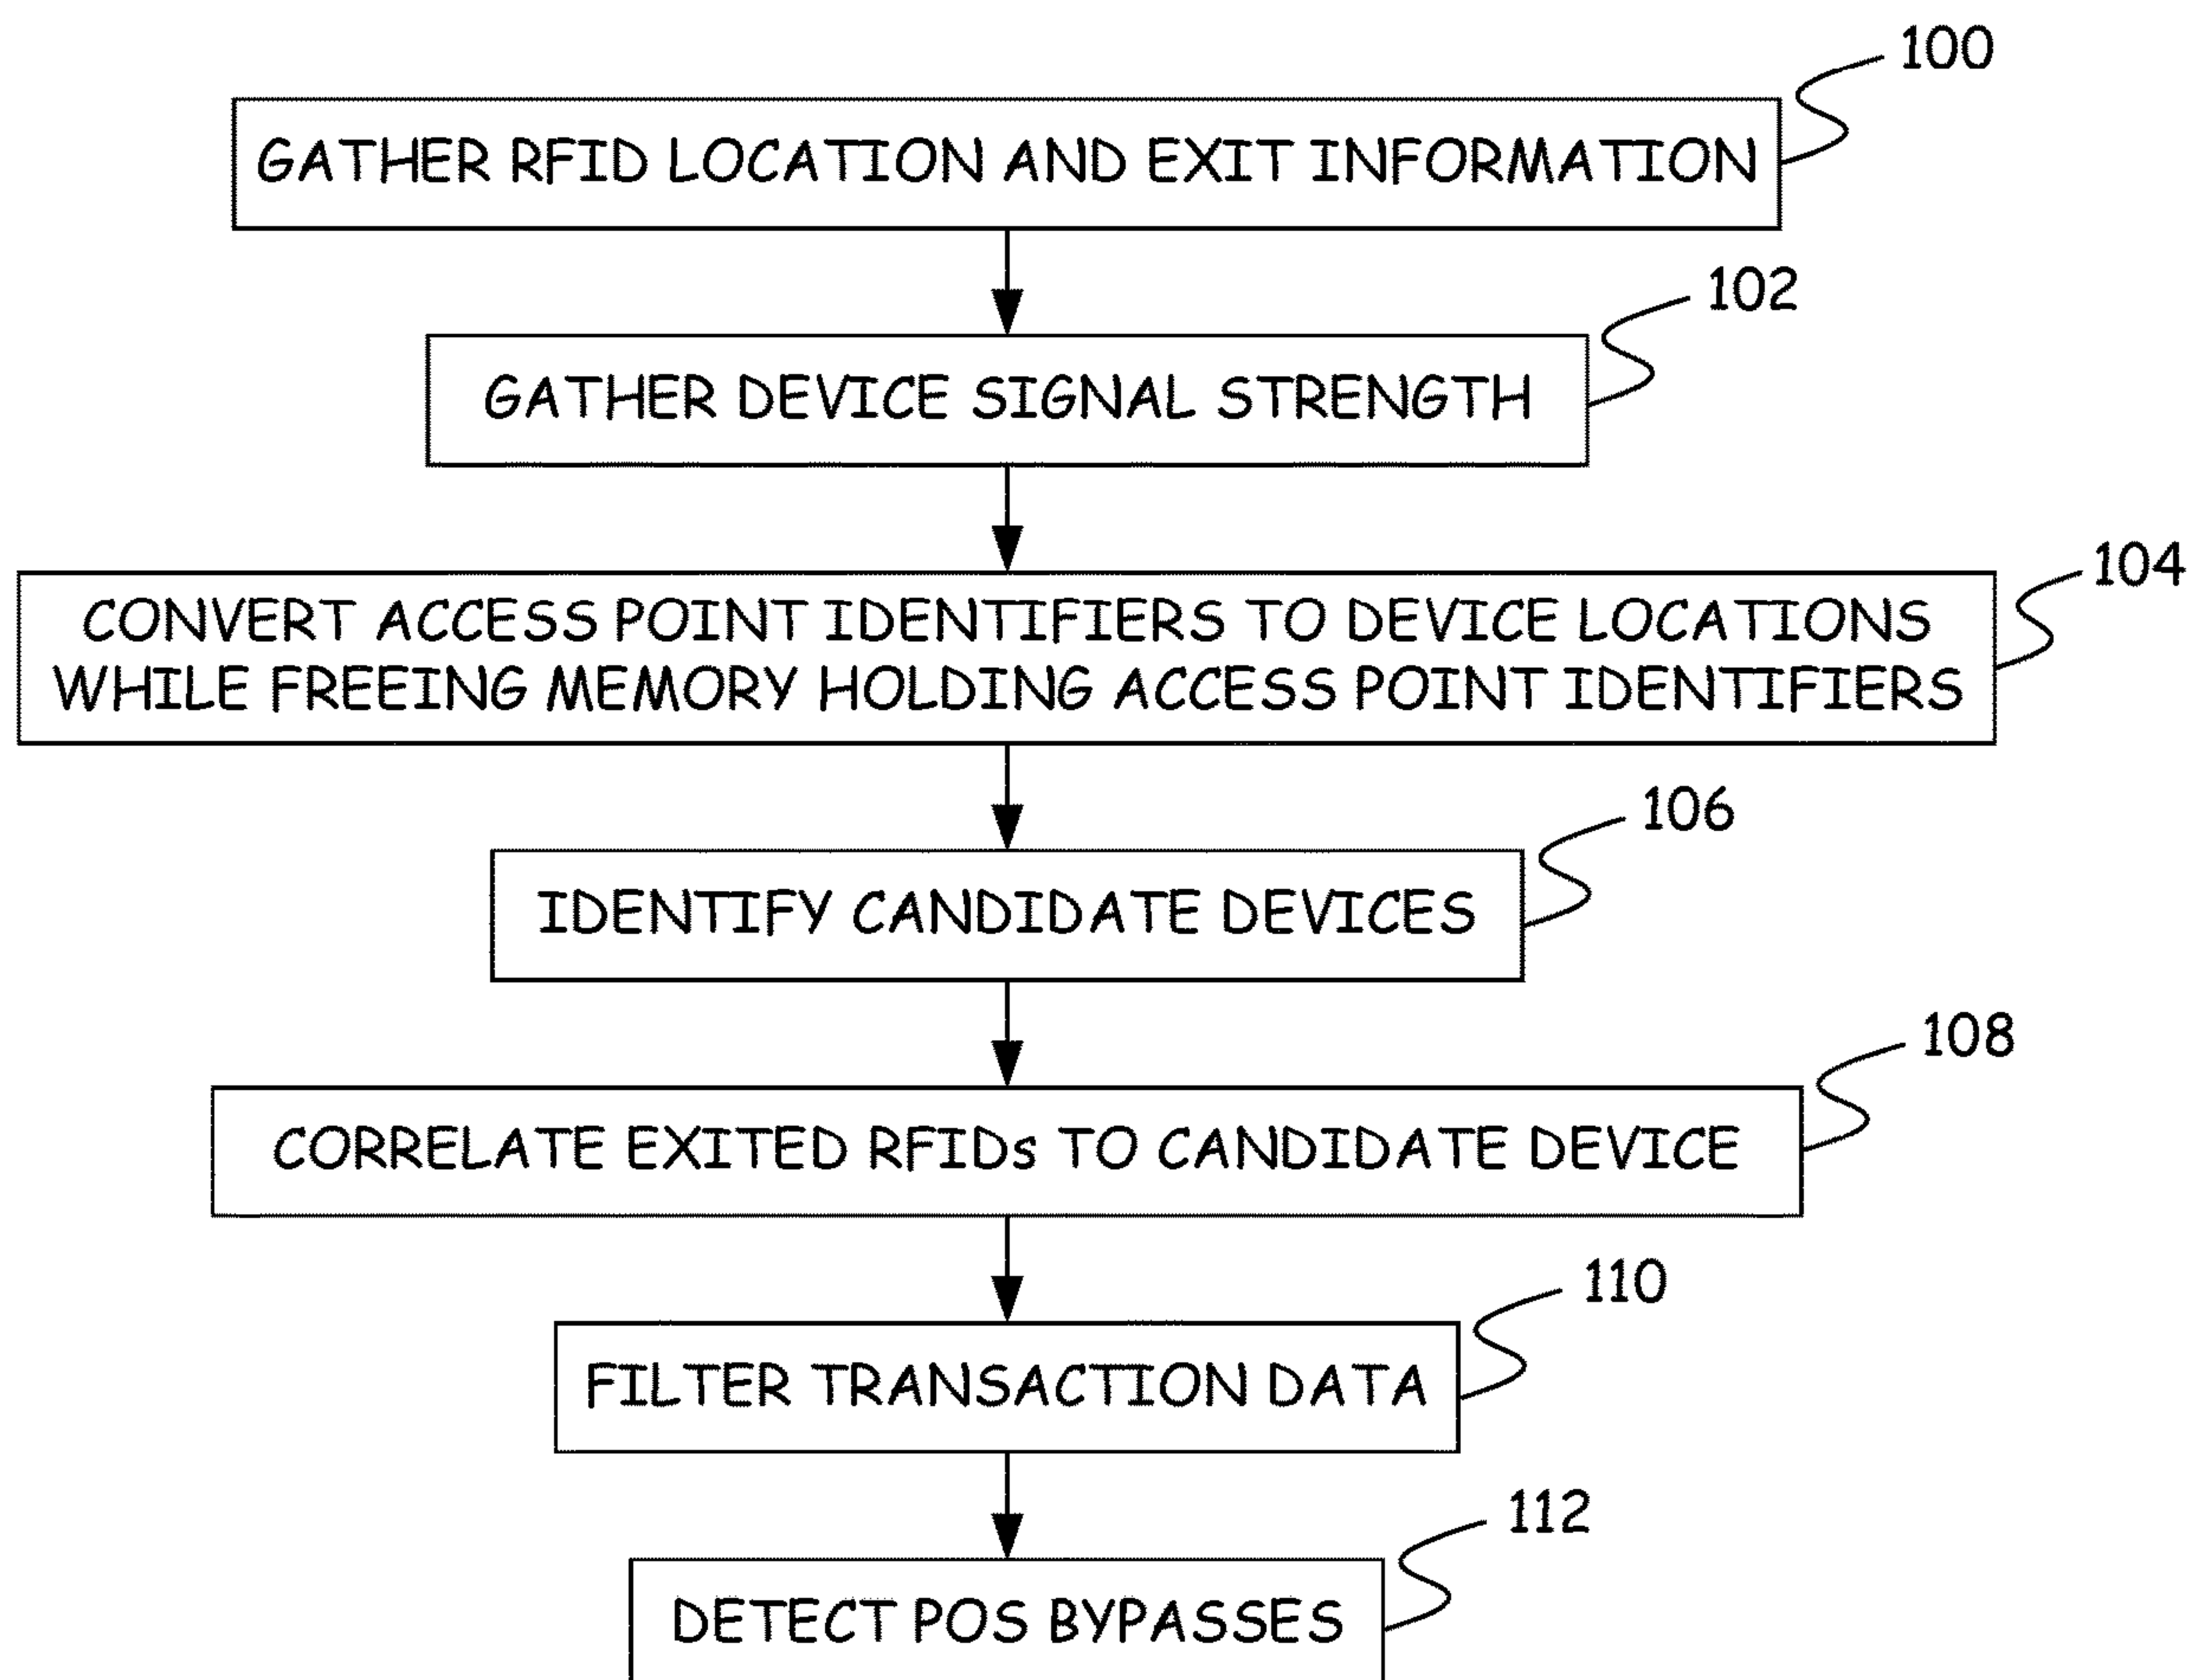 100
GATHER RFID LOCATION AND EXIT INFORMATION
102
GATHER DEVICE SIGNAL STRENGTH
104
CONVERT ACCESS POINT IDENTIFIERS TO DEVICE LOCATIONS
WHILE FREEING MEMORY HOLDING ACCESS POINT IDENTIFIERS
106
IDENTIFY CANDIDATE DEVICES
108
CORRELATE EXITED RFIDs TO CANDIDATE DEVICE
110
FILTER TRANSACTION DATA
112
DETECT POS BYPASSES